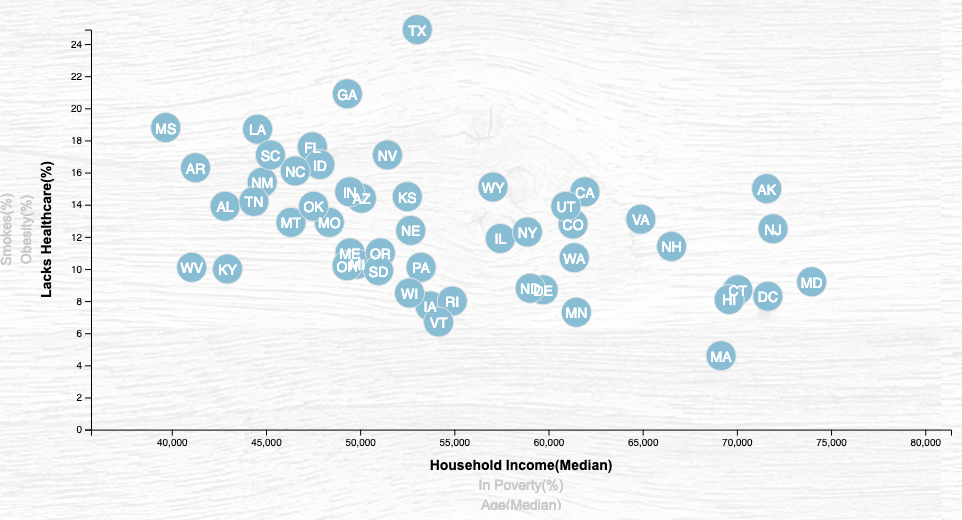 TX
24
22
GA
20
MS
LA
18
FL
SC
NV
ID
NC
AR
16
NM
WY
AK
IN
CA
AZ
KS
TN
14
AL
OK
UT
VA
MT
MO
CO
NJ
NE
NY
12
IL
NH
ME
OR
WA
MI
OH
SD
PA
WV
KY
10
MD
ND
DE
CT
WI
HI
DC
8
IA
RI
MN
VT
6
MA
4
2
0
Smokes(%)
Obesity(%)
Lacks Healthcare(%)
40,000 45,000 50,000 55,000 60,000 65,000 70,000 75,000 80,000
Household Income(Median)
In Poverty(%)
Age(Median)